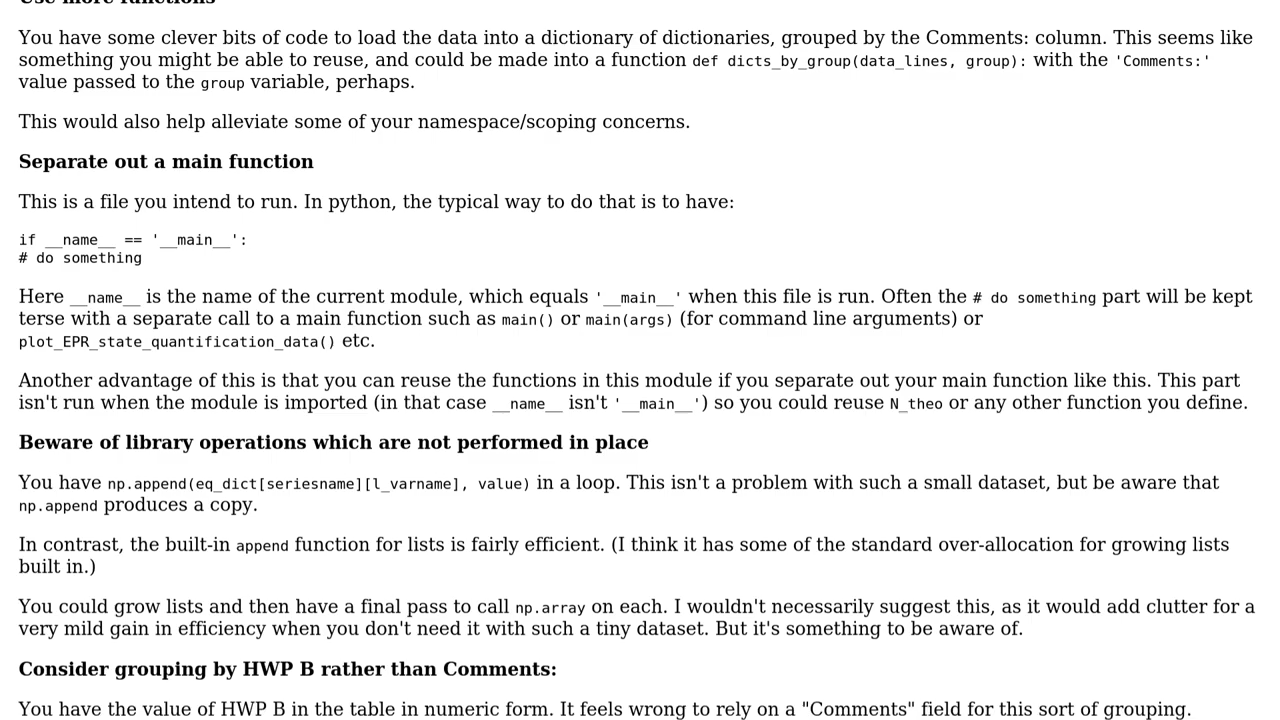 Use more functions
You have some clever bits of code to load the data into a dictionary of dictionaries, grouped by the Comments: column. This seems like
something you might be able to reuse, and could be made into a function def dicts_by_group(data_lines, group): with the 'Comments:'
value passed to the group variable, perhaps.
This would also help alleviate some of your namespace/scoping concerns.
Separate out a main function
This is a file you intend to run. In python, the typical way to do that is to have:
if __name__ == '__main__':
# do something
Here __name__ is the name of the current module, which equals '__main__' when this file is run. Often the # do something part will be kept
terse with a separate call to a main function such as main() or main(args) (for command line arguments) or
plot_EPR_state_quantification_data() etc.
Another advantage of this is that you can reuse the functions in this module if you separate out your main function like this. This part
isn't run when the module is imported (in that case __name__ isn't '__main__') so you could reuse N_theo or any other function you define.
Beware of library operations which are not performed in place
You have np.append(eq_dict[seriesname][l_varname], value) in a loop. This isn't a problem with such a small dataset, but be aware that
np.append produces a copy.
In contrast, the built-in append function for lists is fairly efficient. (I think it has some of the standard over-allocation for growing lists
built in.)
You could grow lists and then have a final pass to call np.array on each. I wouldn't necessarily suggest this, as it would add clutter for a
very mild gain in efficiency when you don't need it with such a tiny dataset. But it's something to be aware of.
Consider grouping by HWP B rather than Comments:
You have the value of HWP B in the table in numeric form. It feels wrong to rely on a "Comments" field for this sort of grouping.